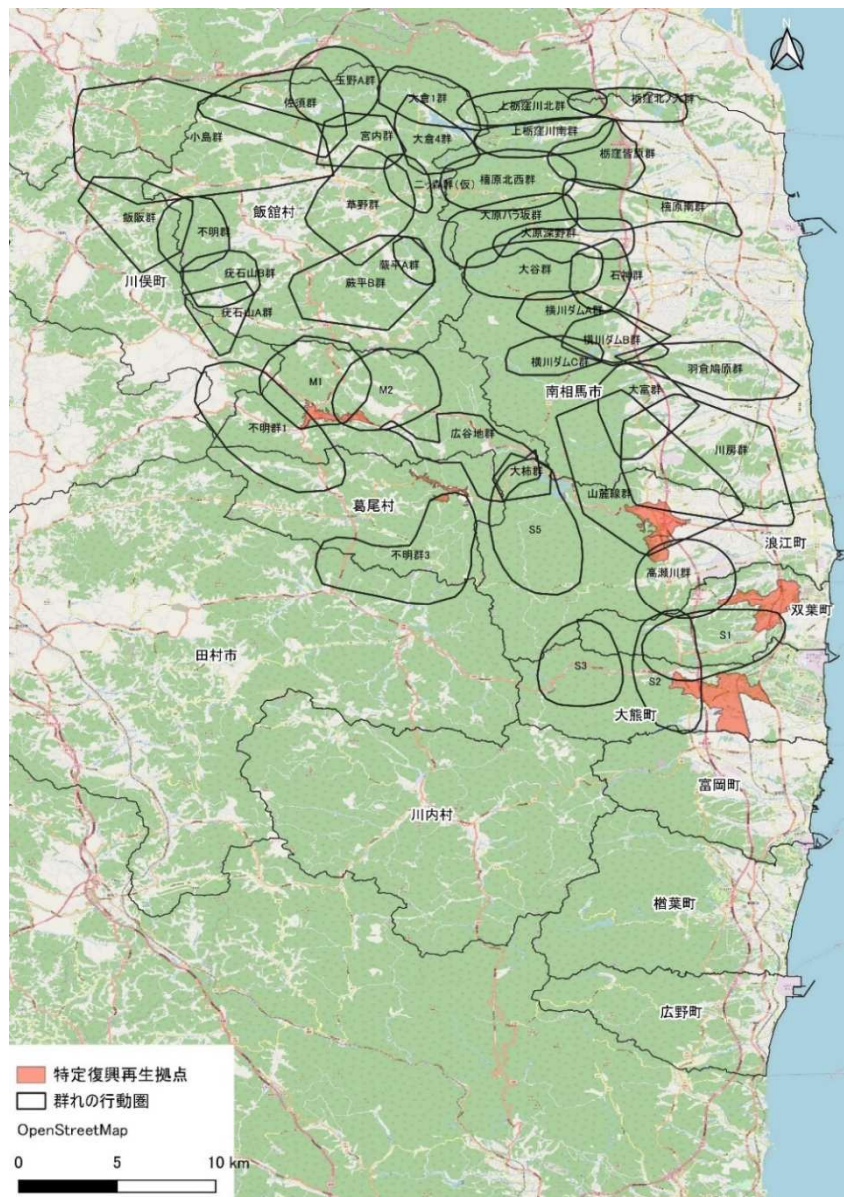 N
玉野A群
佐須群
大倉1群
上栃窪川北群
栃窪北ノ入群
小島群
宮内群
大倉4群
上栃窪川南群
栃窪皆原群
二ッ森群(仮)
橲原北西群
飯阪群
飯舘村
草野群
大原バラ坂群
橲原南群
不明群
大原深野群
川俣町
疣石山B群
蕨平A群
大谷群
石神群
蕨平B群
疣石山A群
横川ダムA群
横川ダムB群
横川ダムC群
羽倉鳩原群
M1
M2
南相馬市
大富群
不明群1
広谷地群
川房群
大柿群
山麓線群
葛尾村
S5
浪江町
不明群3
高瀬川群
双葉町
S1
田村市
S3
S2
大熊町
富岡町
川内村
楢葉町
広野町
特定復興再生拠点
群れの行動圏
OpenStreetMap
0 5 10 km